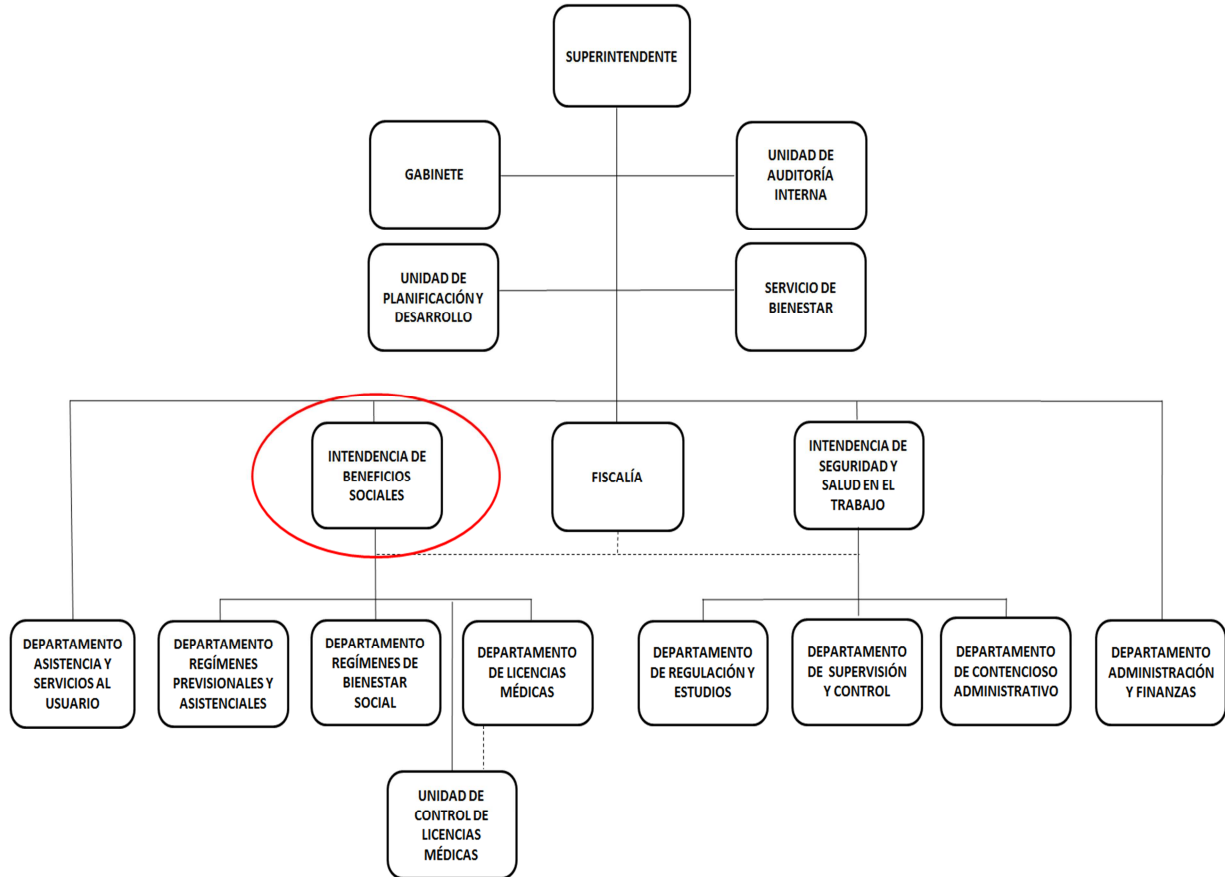 SUPERINTENDENTE
GABINETE
UNIDAD DE
AUDITORÍA
INTERNA
UNIDAD DE
PLANIFICACIÓN Y
DESARROLLO
SERVICIO DE
BIENESTAR
INTENDENCIA DE
BENEFICIOS
SOCIALES
FISCALÍA
INTENDENCIA DE
SEGURIDAD Y
SALUD EN EL
TRABAJO
DEPARTAMENTO
ASISTENCIA Y
SERVICIOS AL
USUARIO
DEPARTAMENTO
REGÍMENES
PREVISIONALES Y
ASISTENCIALES
DEPARTAMENTO
REGÍMENES DE
BIENESTAR
SOCIAL
DEPARTAMENTO
DE LICENCIAS
MÉDICAS
DEPARTAMENTO
DE REGULACIÓN Y
ESTUDIOS
DEPARTAMENTO
DE SUPERVISIÓN
Y CONTROL
DEPARTAMENTO
DE CONTENCIOSO
ADMINISTRATIVO
DEPARTAMENTO
ADMINISTRACIÓN
Y FINANZAS
UNIDAD DE
CONTROL DE
LICENCIAS
MÉDICAS